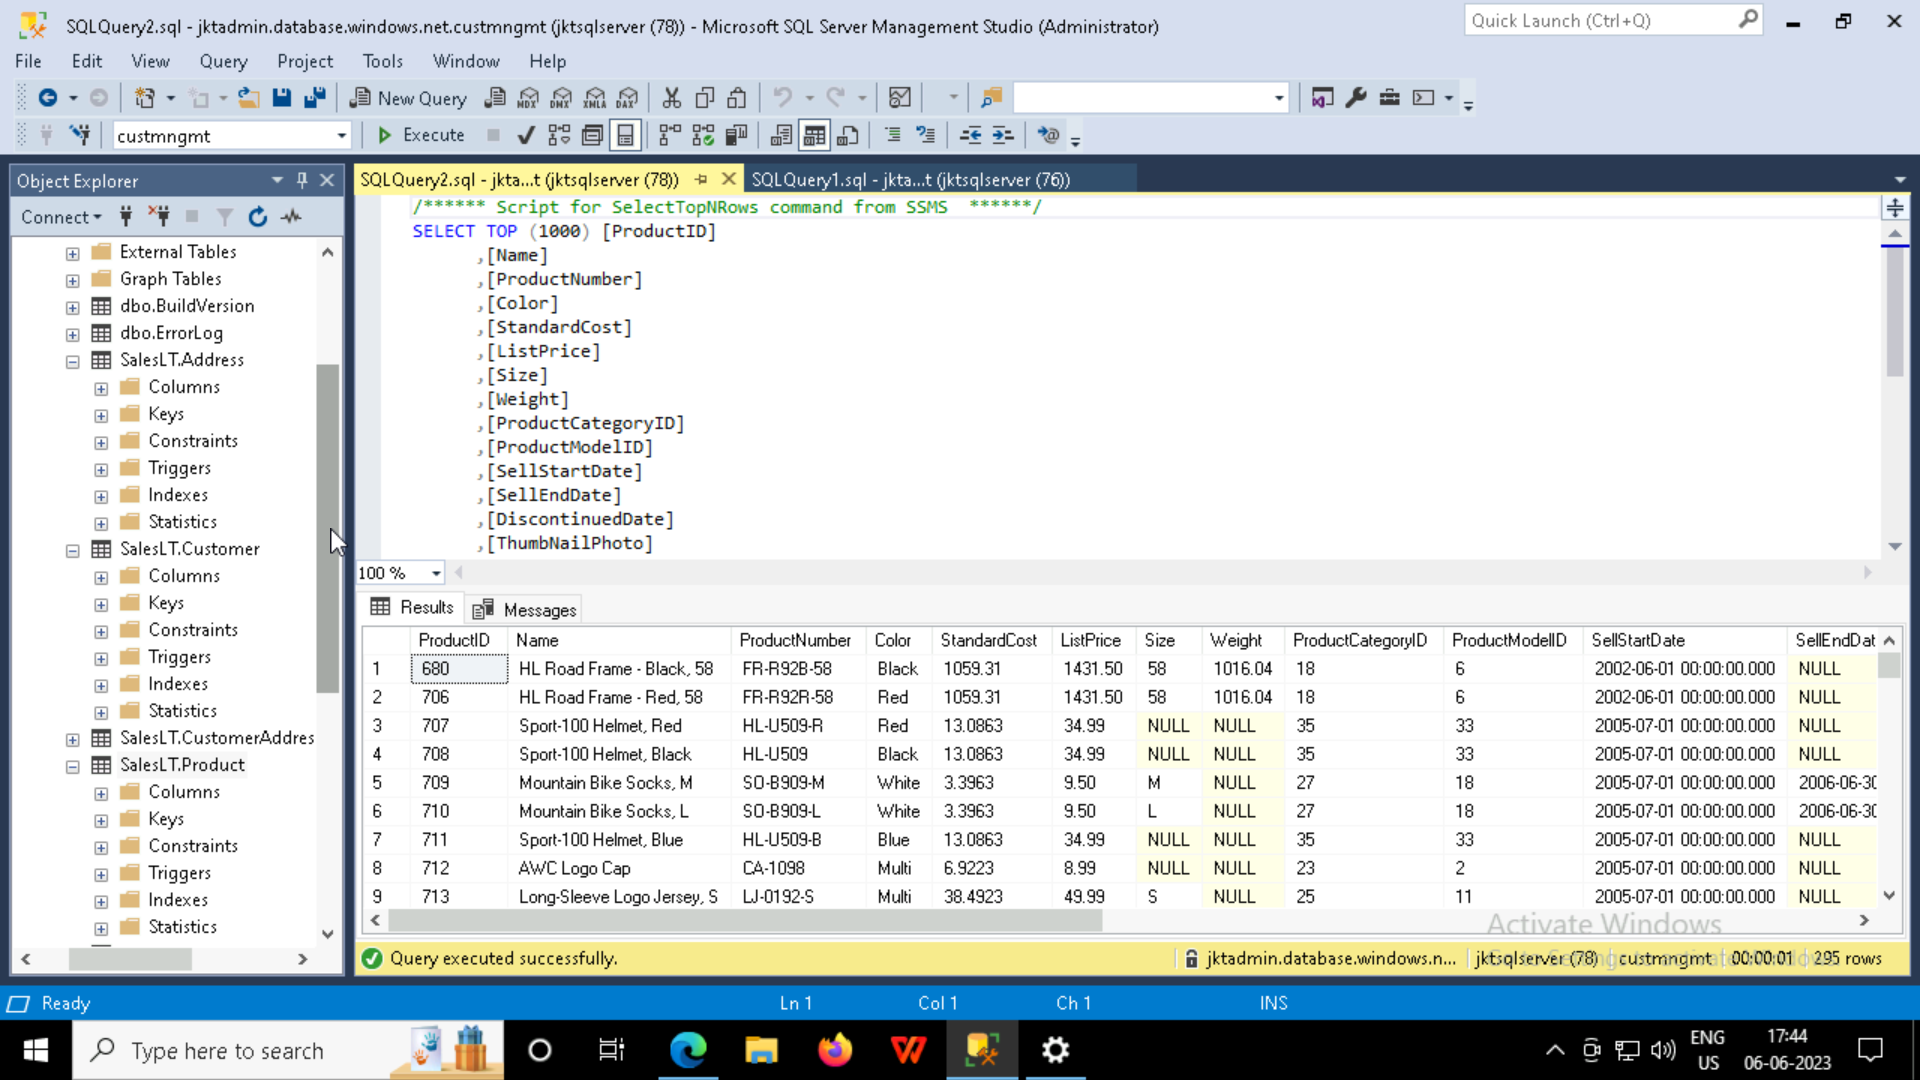 SQLQuery2.sql - jktadmin.database.windows.net.custmngmt (jktsqlserver (78)) - Microsoft SQL Server Management Studio (Administrator)
Quick Launch (Ctrl+Q)
File Edit View Query Project Tools Window Help
New Query MDX DMX XMLA DAX
custmngmt Execute
Object Explorer
SQLQuery2.sql - jkta...t (jktsqlserver (78)) SQLQuery1.sql - jkta...t (jktsqlserver (76))
Connect
External Tables
Graph Tables
dbo.BuildVersion
dbo.ErrorLog
SalesLT.Address
Columns
Keys
Constraints
Triggers
Indexes
Statistics
SalesLT.Customer
Columns
Keys
Constraints
Triggers
Indexes
Statistics
SalesLT.CustomerAddres
SalesLT.Product
Columns
Keys
Constraints
Triggers
Indexes
Statistics
/****** Script for SelectTopNRows command from SSMS ******/
SELECT TOP (1000) [ProductID]
,[Name]
,[ProductNumber]
,[Color]
,[StandardCost]
,[ListPrice]
,[Size]
,[Weight]
,[ProductCategoryID]
,[ProductModelID]
,[SellStartDate]
,[SellEndDate]
,[DiscontinuedDate]
,[ThumbNailPhoto]
100 %
Results Messages
ProductID Name ProductNumber Color StandardCost ListPrice Size Weight ProductCategoryID ProductModelID SellStartDate SellEndDat
1 680 HL Road Frame - Black, 58 FR-R92B-58 Black 1059.31 1431.50 58 1016.04 18 6 2002-06-01 00:00:00.000 NULL
2 706 HL Road Frame - Red, 58 FR-R92R-58 Red 1059.31 1431.50 58 1016.04 18 6 2002-06-01 00:00:00.000 NULL
3 707 Sport-100 Helmet, Red HL-U509-R Red 13.0863 34.99 NULL NULL 35 33 2005-07-01 00:00:00.000 NULL
4 708 Sport-100 Helmet, Black HL-U509 Black 13.0863 34.99 NULL NULL 35 33 2005-07-01 00:00:00.000 NULL
5 709 Mountain Bike Socks, M SO-B909-M White 3.3963 9.50 M NULL 27 18 2005-07-01 00:00:00.000 2006-06-30
6 710 Mountain Bike Socks, L SO-B909-L White 3.3963 9.50 L NULL 27 18 2005-07-01 00:00:00.000 2006-06-30
7 711 Sport-100 Helmet, Blue HL-U509-B Blue 13.0863 34.99 NULL NULL 35 33 2005-07-01 00:00:00.000 NULL
8 712 AWC Logo Cap CA-1098 Multi 6.9223 8.99 NULL NULL 23 2 2005-07-01 00:00:00.000 NULL
9 713 Long-Sleeve Logo Jersey, S LJ-0192-S Multi 38.4923 49.99 S NULL 25 11 2005-07-01 00:00:00.000 NULL
Activate Windows
Go to Settings to activate Windows.
Query executed successfully. jktadmin.database.windows.n... jktsqlserver (78) custmngmt 00:00:01 295 rows
Ready Ln 1 Col 1 Ch 1 INS
Type here to search
ENG
US
17:44
06-06-2023